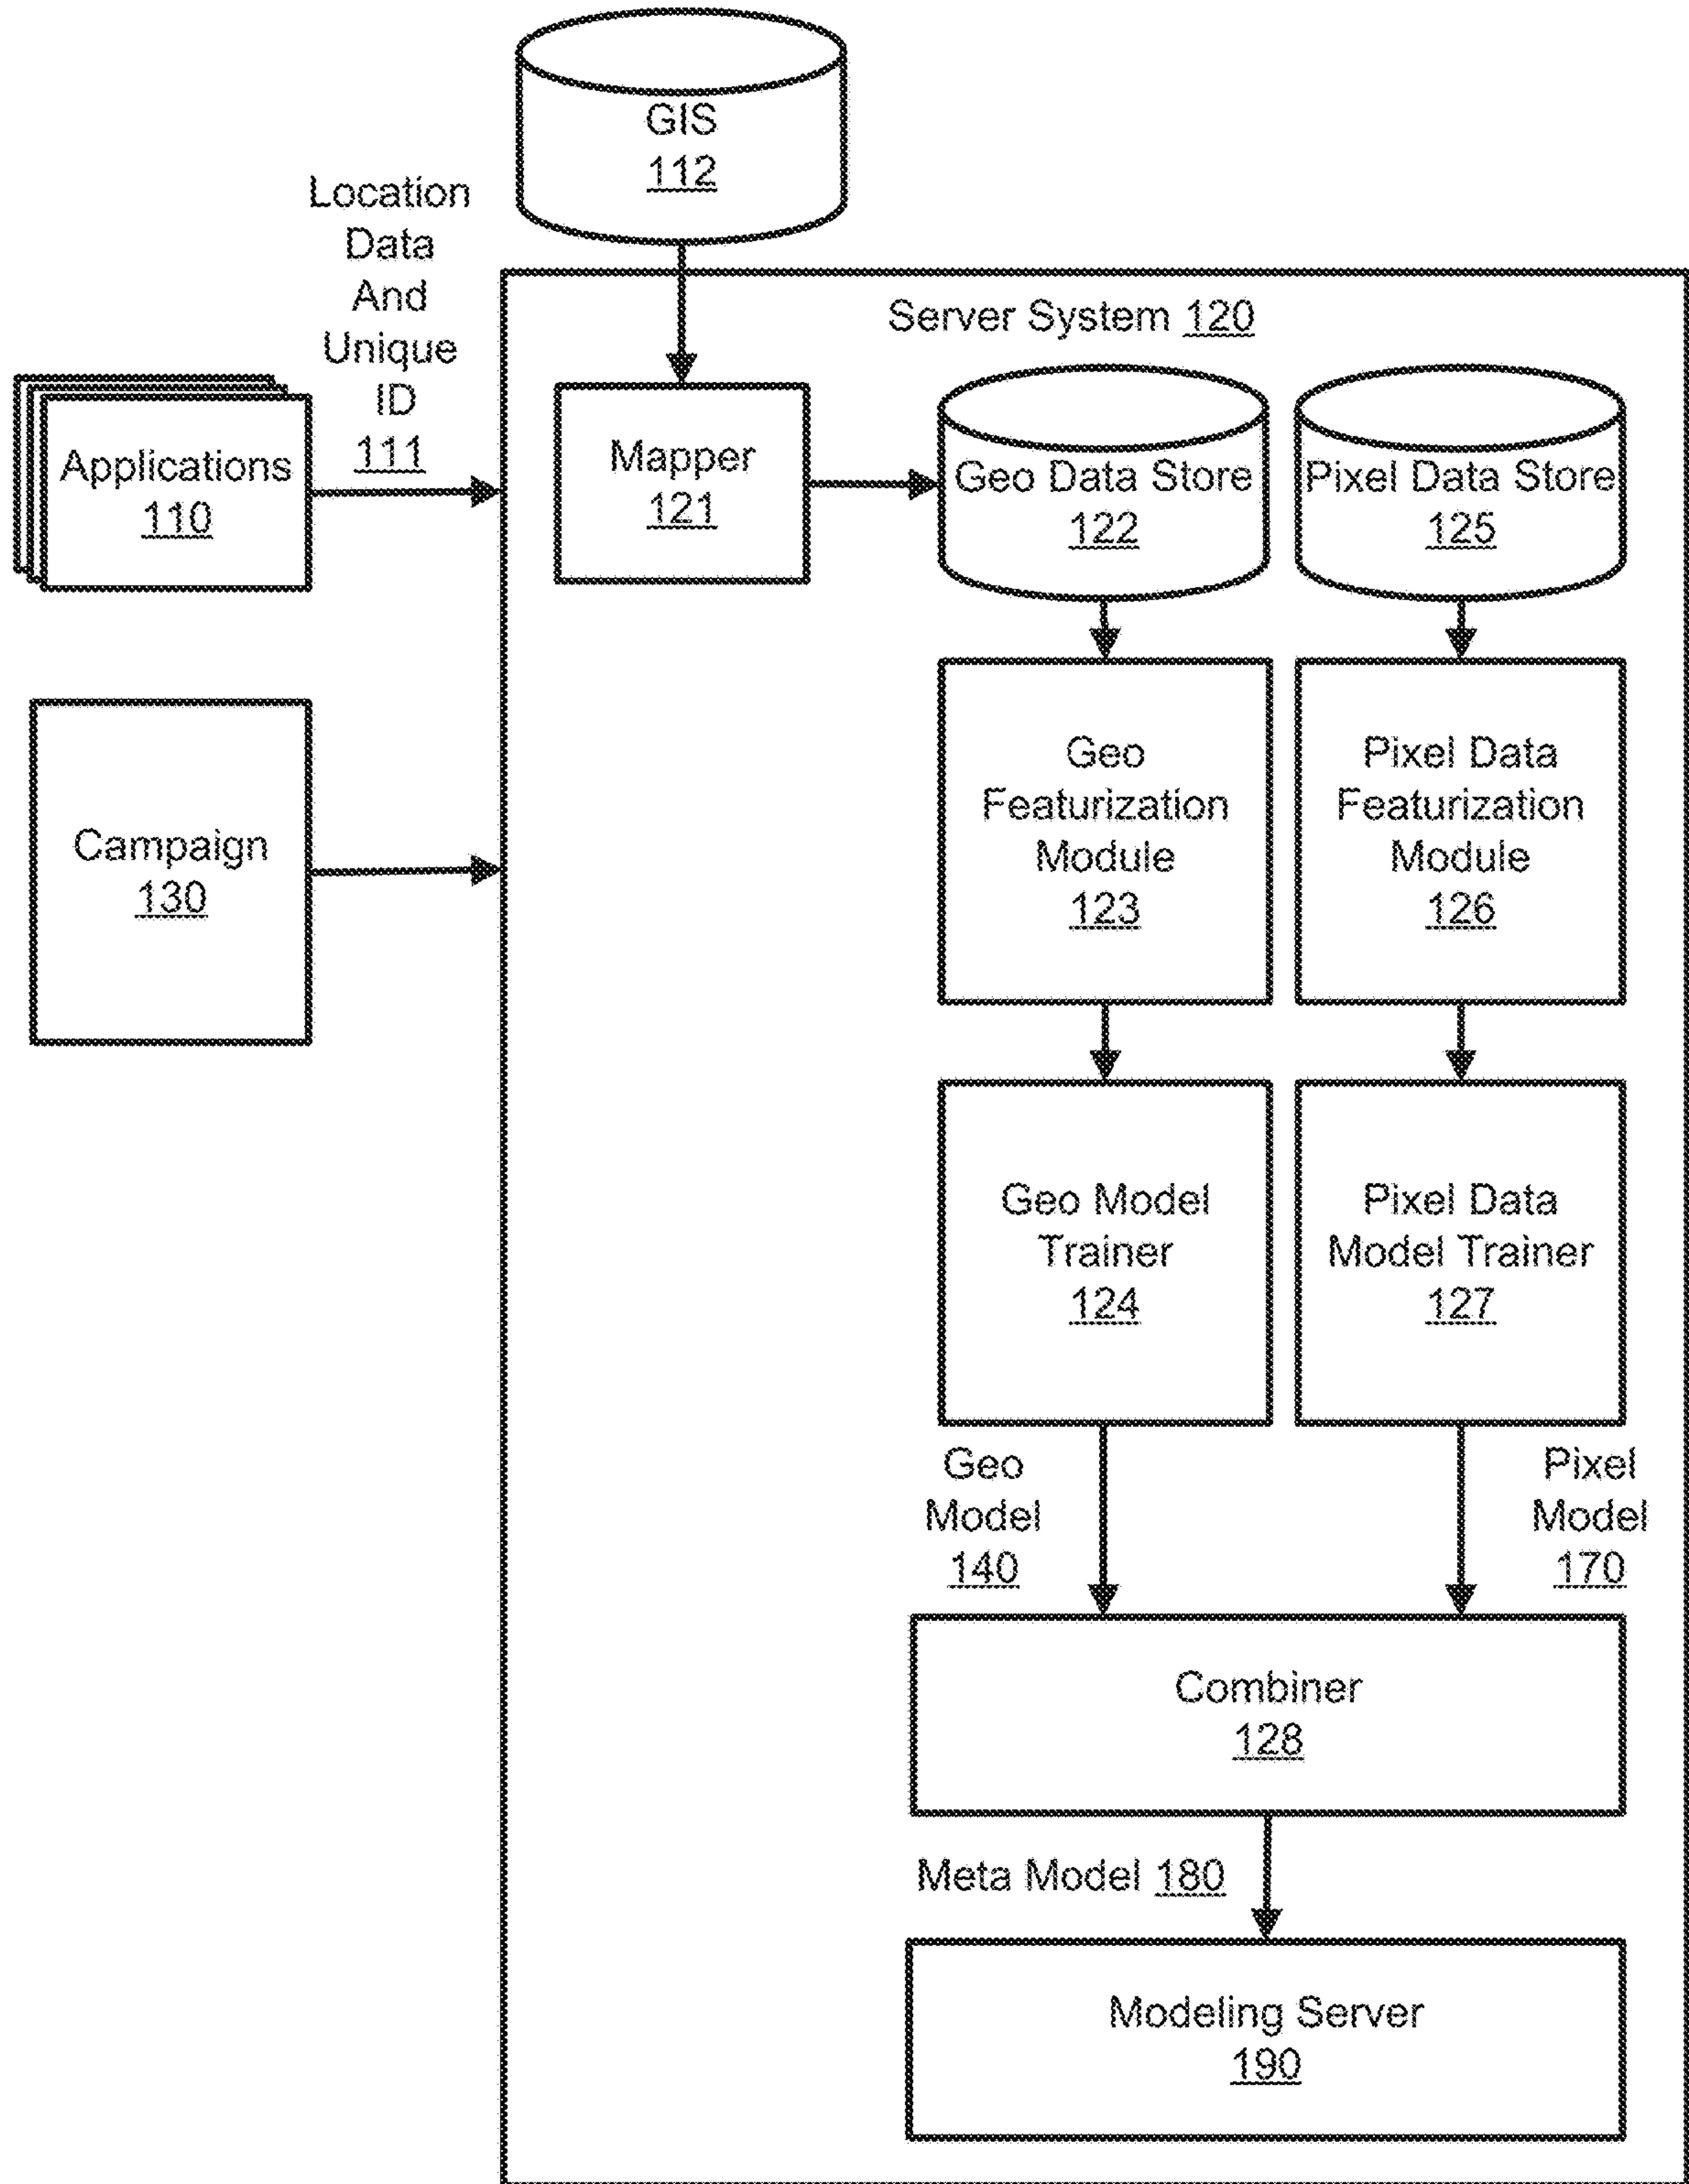 GIS
112
Location
Data
And
Unique
ID
111
Server System 120
Applications
110
Mapper
121
Geo Data Store
122
Pixel Data Store
125
Campaign
130
Geo
Featurization
Module
123
Pixel Data
Featurization
Module
126
Geo Model
Trainer
124
Pixel Data
Model Trainer
127
Geo
Model
140
Pixel
Model
170
Combiner
128
Meta Model 180
Modeling Server
190